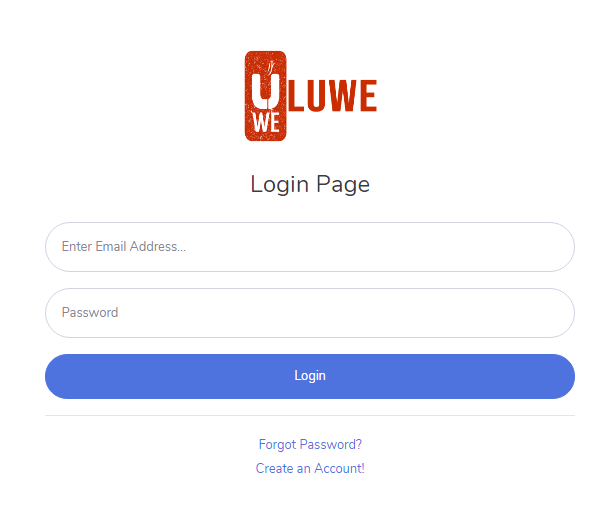 U
WE
LUWE
Login Page
Enter Email Address...
Password
Login
Forgot Password?
Create an Account!